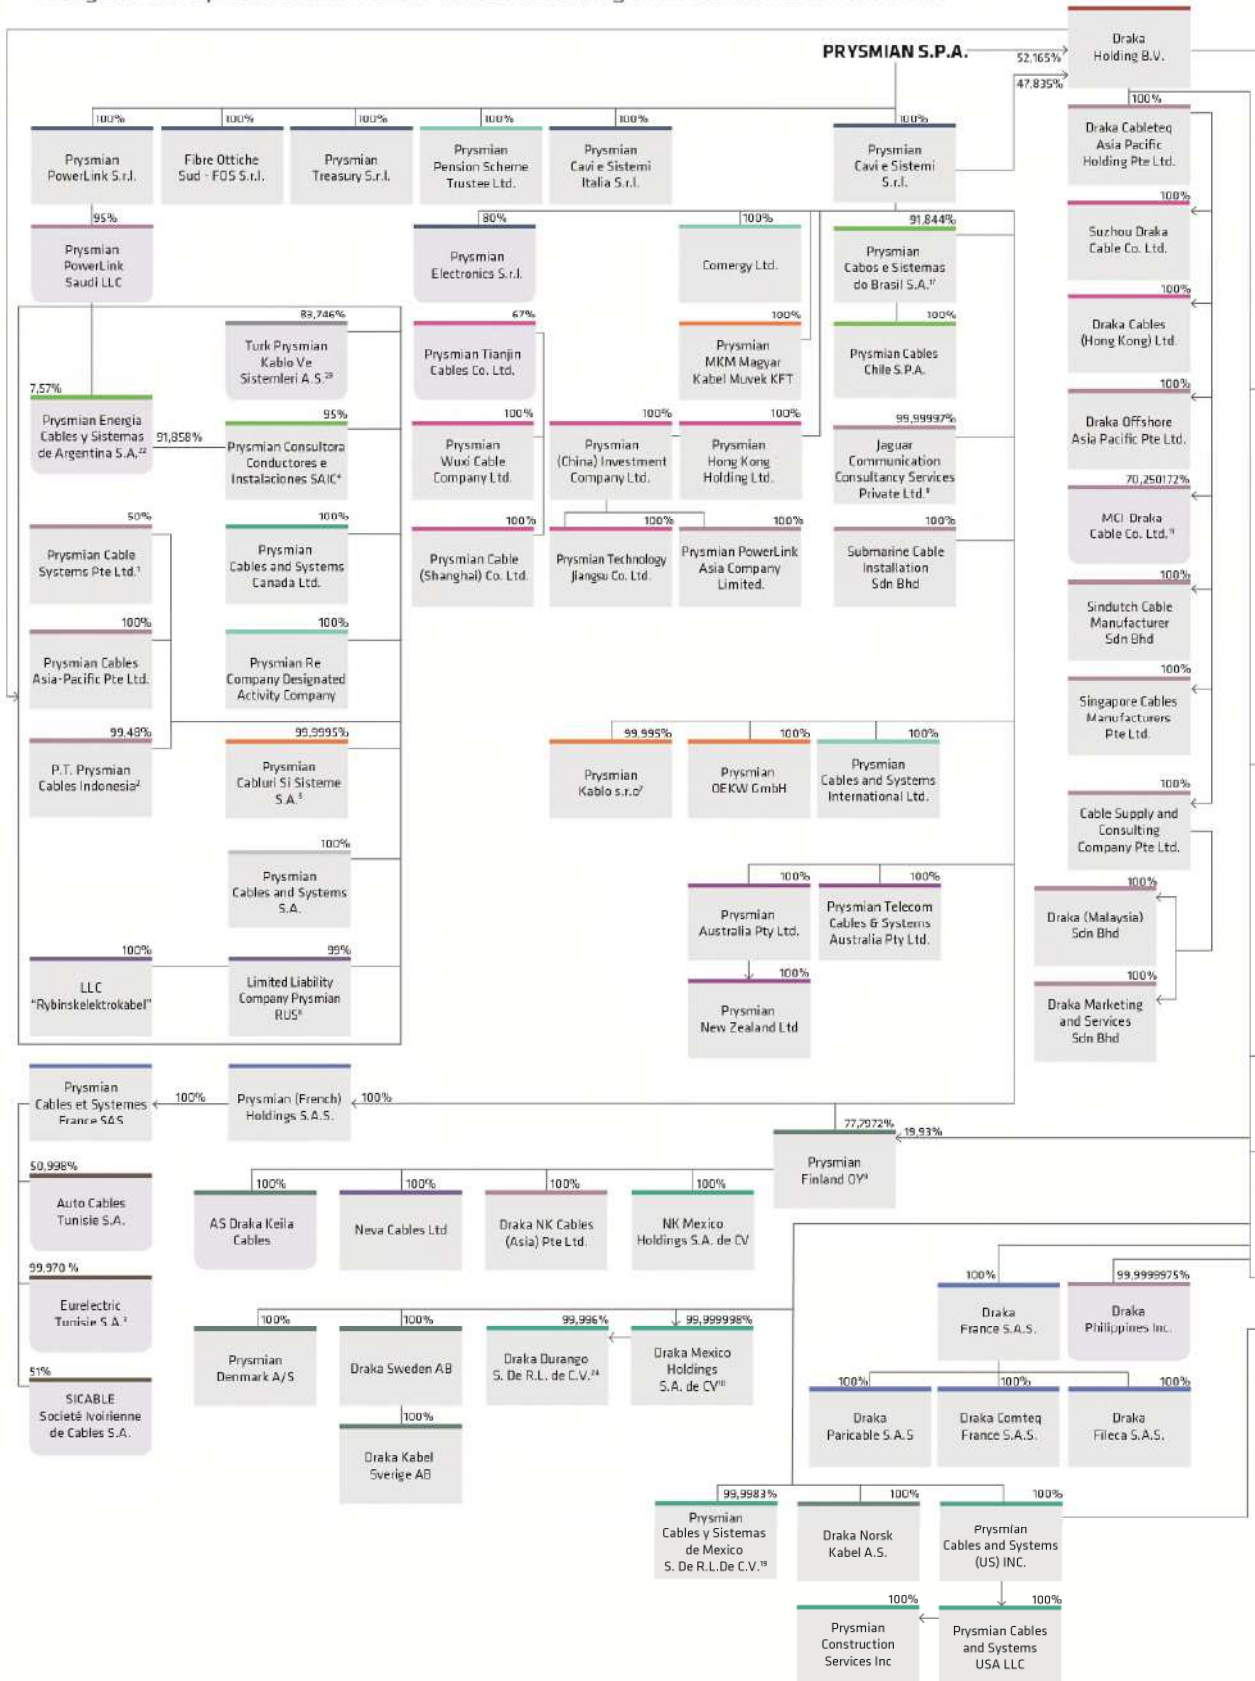 PRYSMIAN S.P.A.
52,165%
47,835%
Draka
Holding B.V.
100%
Prysmian
PowerLink S.r.l.
100%
Fibre Ottiche
Sud - FOS S.r.l.
100%
Prysmian
Treasury S.r.l.
100%
Prysmian
Pension Scheme
Trustee Ltd.
100%
Prysmian
Cavi e Sistemi
Italia S.r.l.
100%
Prysmian
Cavi e Sistemi
S.r.l.
100%
Draka Cableteq
Asia Pacific
Holding Pte Ltd.
95%
Prysmian
PowerLink
Saudi LLC
80%
Prysmian
Electronics S.r.l.
100%
Comergy Ltd.
91,844%
Prysmian
Cabos e Sistemas
do Brasil S.A.¹⁷
100%
Suzhou Draka
Cable Co. Ltd.
83,746%
Turk Prysmian
Kablo Ve
Sistemleri A.S.²³
67%
Prysmian Tianjin
Cables Co. Ltd.
100%
Prysmian
MKM Magyar
Kabel Muvek KFT
100%
Prysmian Cables
Chile S.P.A.
100%
Draka Cables
(Hong Kong) Ltd.
7,57%
Prysmian Energia
Cables y Sistemas
de Argentina S.A.²²
91,858%
95%
Prysmian Consultora
Conductores e
Instalaciones SAIC⁴
100%
Prysmian
Wuxi Cable
Company Ltd.
100%
Prysmian
(China) Investment
Company Ltd.
100%
Prysmian
Hong Kong
Holding Ltd.
99,99997%
Jaguar
Communication
Consultancy Services
Private Ltd.⁸
100%
Draka Offshore
Asia Pacific Pte Ltd.
50%
Prysmian Cable
Systems Pte Ltd.¹
100%
Prysmian
Cables and Systems
Canada Ltd.
100%
Prysmian Cable
(Shanghai) Co. Ltd.
100%
Prysmian Technology
Jiangsu Co. Ltd.
100%
Prysmian PowerLink
Asia Company
Limited.
100%
Submarine Cable
Installation
Sdn Bhd
70,250172%
MCI-Draka
Cable Co. Ltd.¹¹
100%
Prysmian Cables
Asia-Pacific Pte Ltd.
100%
Prysmian Re
Company Designated
Activity Company
100%
Sindutch Cable
Manufacturer
Sdn Bhd
100%
Singapore Cables
Manufacturers
Pte Ltd.
99,48%
P.T. Prysmian
Cables Indonesia²
99,9995%
Prysmian
Cabluri Si Sisteme
S.A.⁵
99,995%
Prysmian
Kablo s.r.o⁷
100%
Prysmian
OEKW GmbH
100%
Prysmian
Cables and Systems
International Ltd.
100%
Cable Supply and
Consulting
Company Pte Ltd.
100%
Prysmian
Cables and Systems
S.A.
100%
Prysmian
Australia Pty Ltd.
100%
Prysmian Telecom
Cables & Systems
Australia Pty Ltd.
100%
Draka (Malaysia)
Sdn Bhd
100%
LLC
"Rybinskelektrokabel"
99%
Limited Liability
Company Prysmian
RUS⁶
100%
Prysmian
New Zealand Ltd
100%
Draka Marketing
and Services
Sdn Bhd
Prysmian
Cables et Systemes
France SAS
100%
Prysmian (French)
Holdings S.A.S.
100%
77,7972%
19,93%
Prysmian
Finland OY⁹
50,998%
Auto Cables
Tunisie S.A.
100%
AS Draka Keila
Cables
100%
Neva Cables Ltd
100%
Draka NK Cables
(Asia) Pte Ltd.
100%
NK Mexico
Holdings S.A. de CV
99,970 %
Eurelectric
Tunisie S.A.³
100%
Draka
France S.A.S.
99,9999975%
Draka
Philippines Inc.
100%
Prysmian
Denmark A/S
100%
Draka Sweden AB
99,996%
Draka Durango
S. De R.L. de C.V.²⁴
99,999998%
Draka Mexico
Holdings
S.A. de CV¹⁰
51%
SICABLE
Societé Ivoirienne
de Cables S.A.
100%
Draka
Paricable S.A.S
100%
Draka Comteq
France S.A.S.
100%
Draka
Fileca S.A.S.
100%
Draka Kabel
Sverige AB
99,9983%
Prysmian
Cables y Sistemas
de Mexico
S. De R.L.De C.V.¹⁹
100%
Draka Norsk
Kabel A.S.
100%
Prysmian
Cables and Systems
(US) INC.
100%
Prysmian
Construction
Services Inc
100%
Prysmian Cables
and Systems
USA LLC